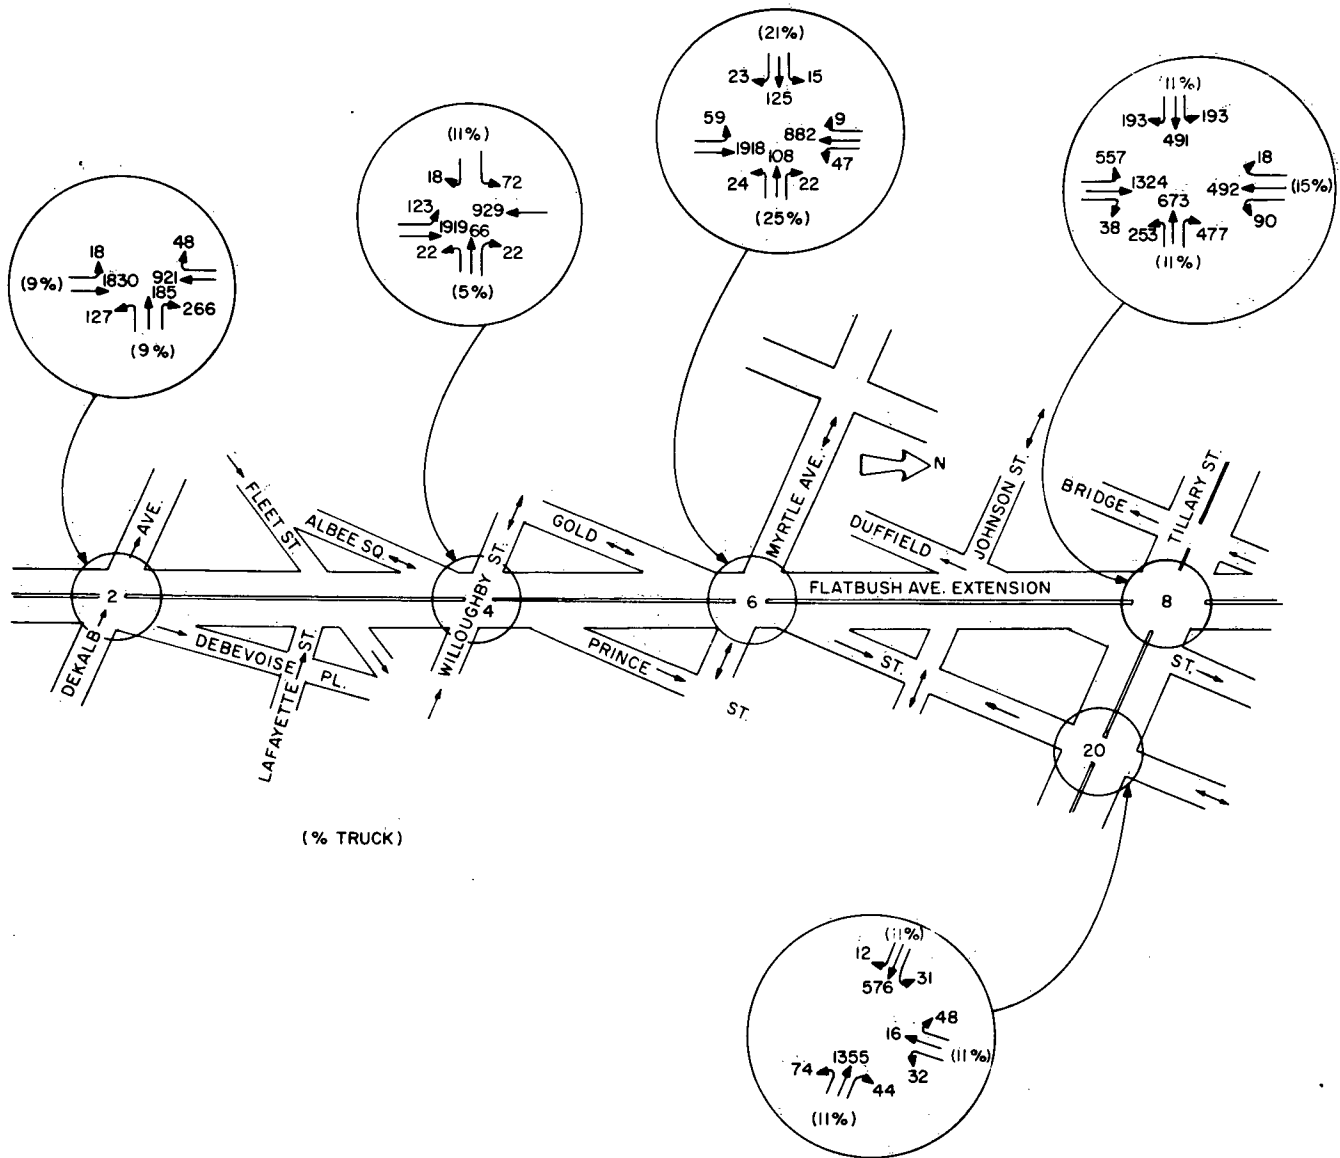 (21%)
23 15
125
59 9
1918 882
108
24 22 47
(25%)
(11%)
193 193
491
557 18
1324 492 (15%)
673
38 90
253 477
(11%)
(11%)
18 72
123 929
1919 66
22 22
(5%)
18 48
(9%) 1830 921
185
127 266
(9%)
N
MYRTLE AVE.
JOHNSON ST.
BRIDGE
TILLARY ST.
DUFFIELD
AVE.
FLEET ST.
ALBEE SQ.
GOLD
WILLOUGHBY ST.
FLATBUSH AVE. EXTENSION
2
4
6
8
DEKALB
DEBEVOISE
PL.
LAFAYETTE ST.
PRINCE
ST.
ST.
ST.
20
(% TRUCK)
(11%)
12 31
576
48
16
(11%)
1355 32
74 44
(11%)